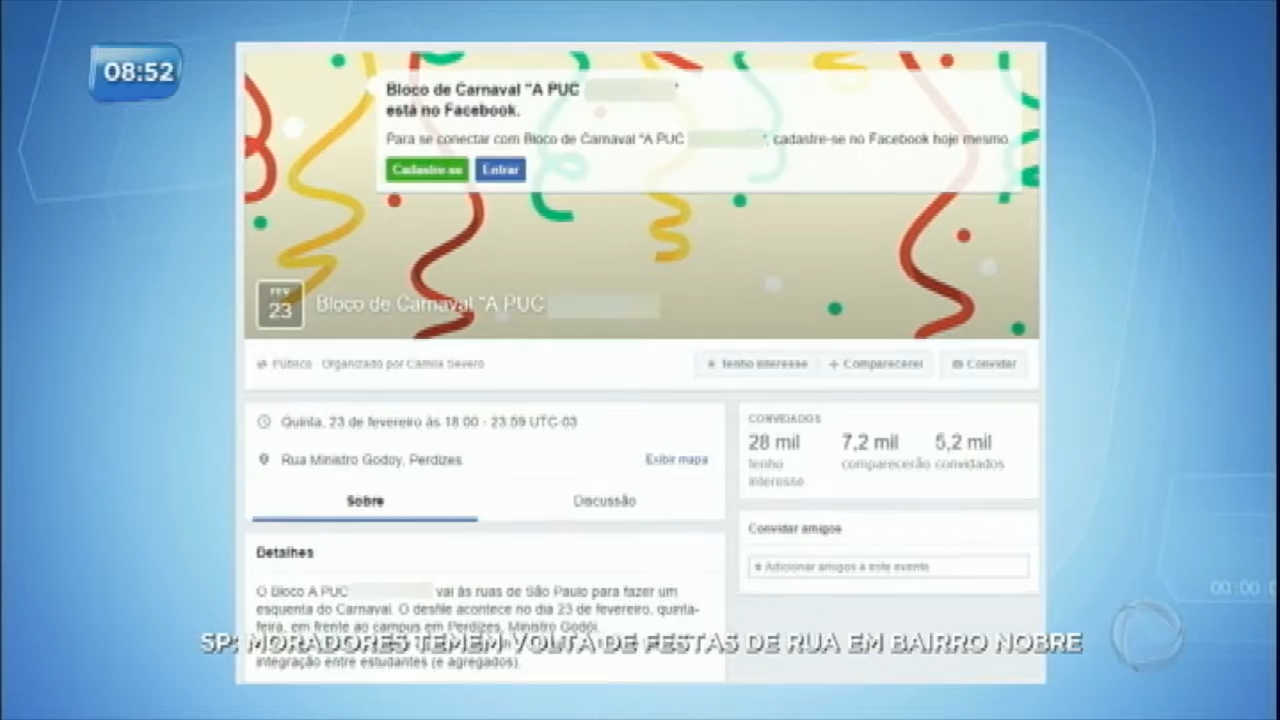 08:52
Bloco de Carnaval "A PUC "
está no Facebook.
Para se conectar com Bloco de Carnaval "A PUC ", cadastre-se no Facebook hoje mesmo
Cadastre-se Entrar
FEV
23
Bloco de Carnaval "A PUC
Público · Organizado por Camila Severo
Tenho interesse + Comparecerei Convidar
Quinta, 23 de fevereiro às 18:00 - 23:59 UTC-03
Rua Ministro Godoy, Perdizes Exibir mapa
Sobre Discussão
CONVIDADOS
28 mil 7,2 mil 5,2 mil
tenho comparecerão convidados
interesse
Convidar amigos
+ Adicionar amigos a este evento
Detalhes
O Bloco A PUC vai às ruas de São Paulo para fazer um
esquenta do Carnaval. O desfile acontece no dia 23 de fevereiro, quinta-
feira, em frente ao campus em Perdizes, Ministro Godói.
SP: MORADORES TEMEM VOLTA DE FESTAS DE RUA EM BAIRRO NOBRE
integração entre estudantes (e agregados).
00:00:0